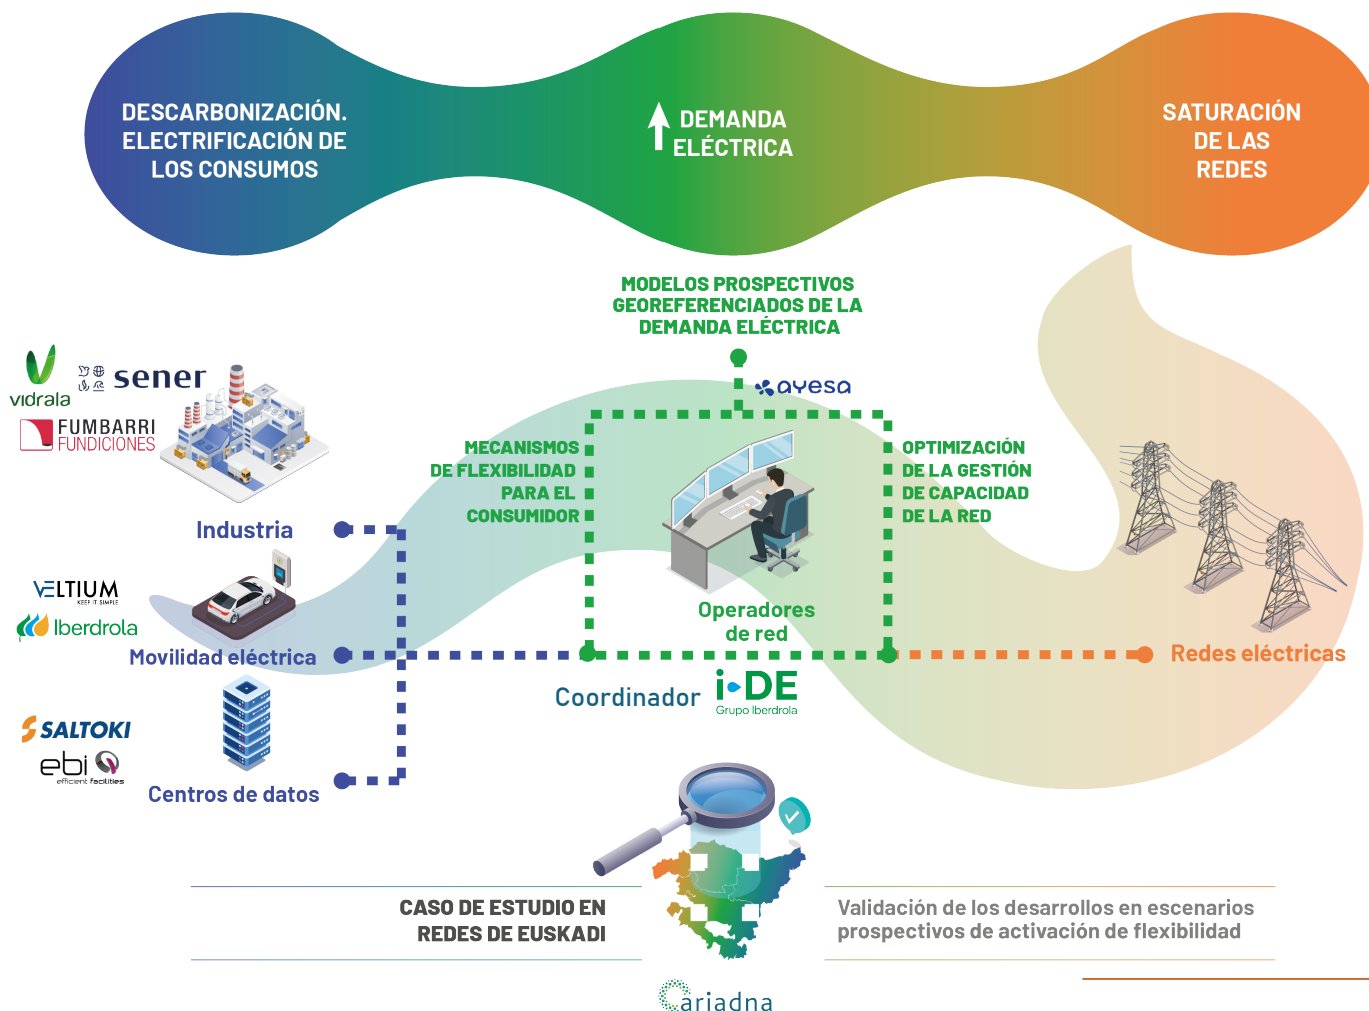 DESCARBONIZACIÓN.
ELECTRIFICACIÓN DE
LOS CONSUMOS
DEMANDA
ELÉCTRICA
SATURACIÓN
DE LAS
REDES
MODELOS PROSPECTIVOS
GEOREFERENCIADOS DE LA
DEMANDA ELÉCTRICA
ayesa
vidrala
sener
FUMBARRI
FUNDICIONES
MECANISMOS
DE FLEXIBILIDAD
PARA EL
CONSUMIDOR
OPTIMIZACIÓN
DE LA GESTIÓN
DE CAPACIDAD
DE LA RED
Industria
VELTIUM
KEEP IT SIMPLE
Iberdrola
Movilidad eléctrica
Operadores
de red
Redes eléctricas
Coordinador
i-DE
Grupo Iberdrola
SALTOKI
ebi
efficient facilities
Centros de datos
CASO DE ESTUDIO EN
REDES DE EUSKADI
Validación de los desarrollos en escenarios
prospectivos de activación de flexibilidad
ariadna